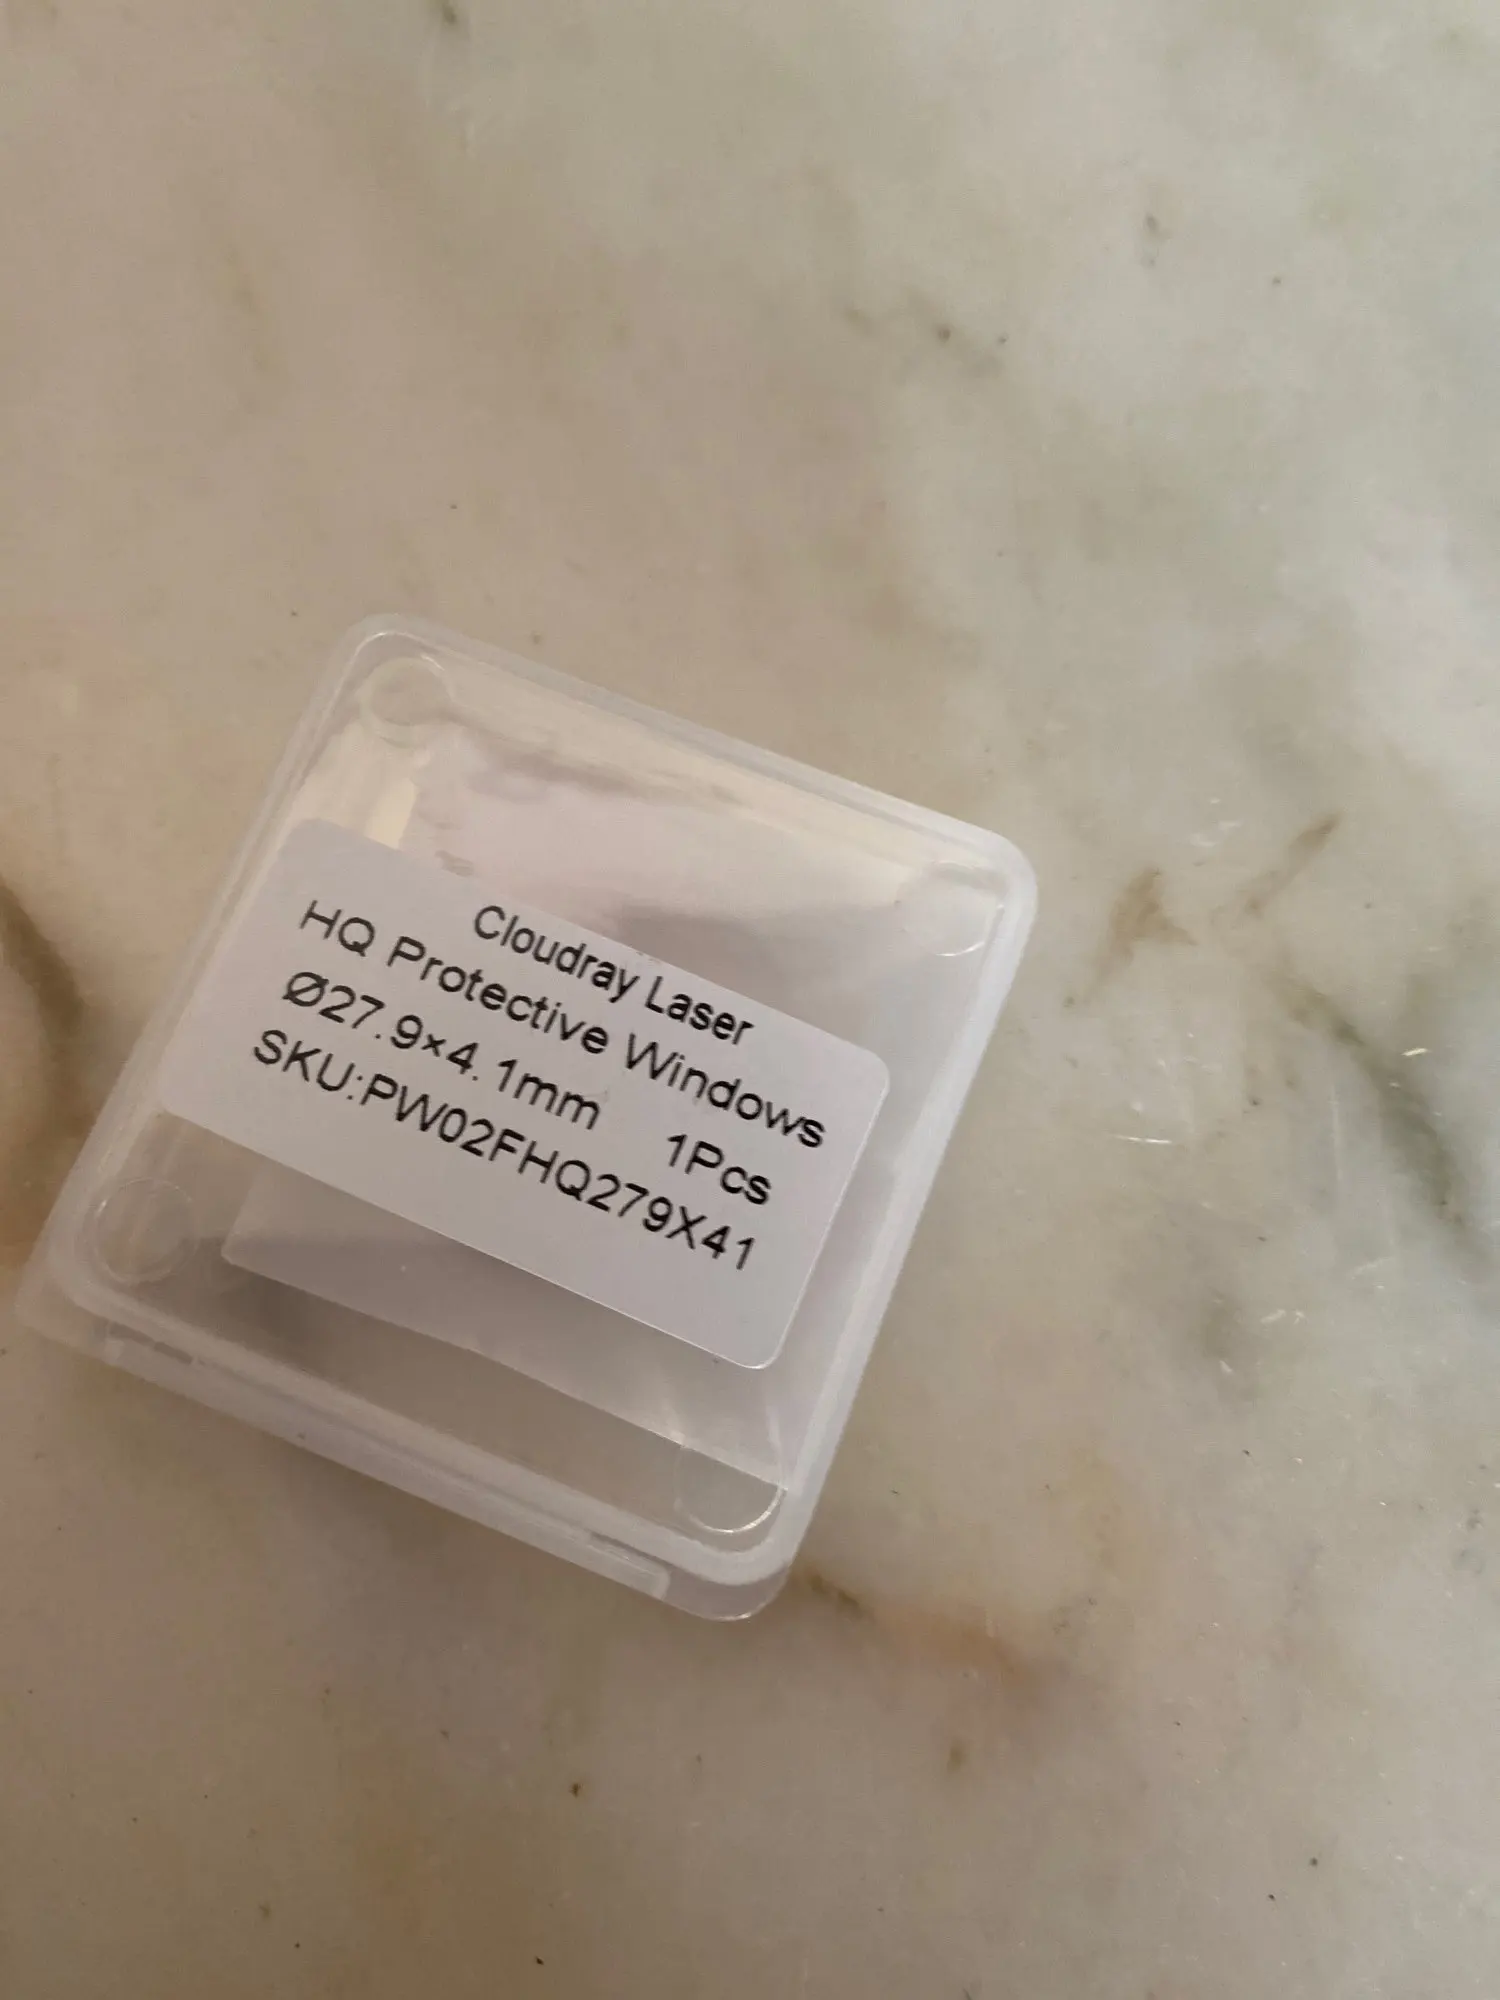 Cloudray Laser
HQ Protective Windows
Ø27.9×4.1mm 1Pcs
SKU:PW02FHQ279X41